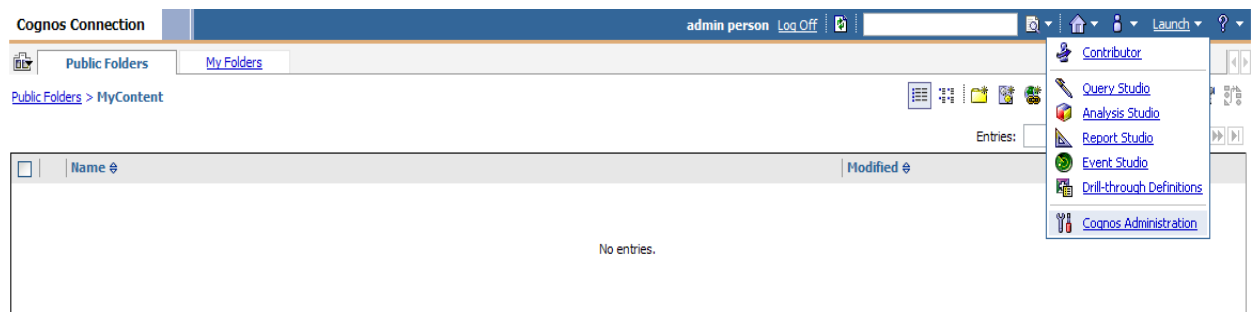 Cognos Connection admin person Log Off Launch ?
Public Folders My Folders
Public Folders > MyContent
Entries:
Name Modified
No entries.
Contributor
Query Studio
Analysis Studio
Report Studio
Event Studio
Drill-through Definitions
Cognos Administration